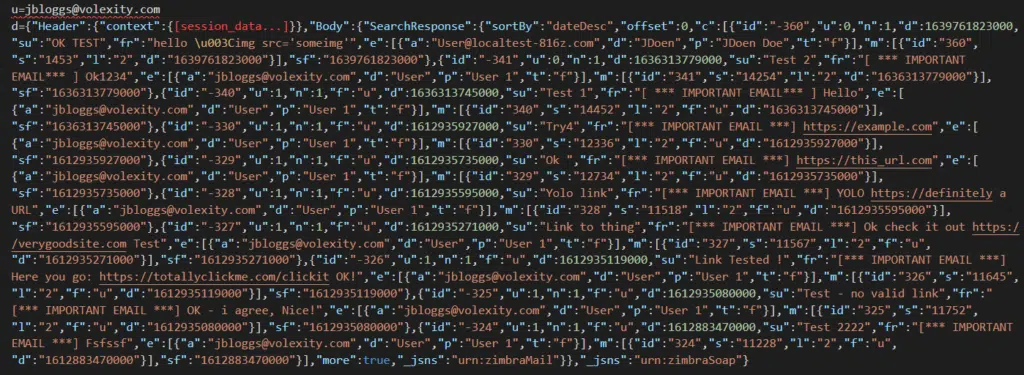 u=jbloggs@volexity.com
d={"Header":{"context":{[session_data...]}},"Body":{"SearchResponse":{"sortBy":"dateDesc","offset":0,"c":[{"id":"-360","u":0,"n":1,"d":1639761823000,
"su":"OK TEST","fr":"hello \u003Cimg src='someimg'","e":[{"a":"User@localtest-816z.com","d":"JDoen","p":"JDoen Doe","t":"f"}],"m":[{"id":"360",
"s":"1453","l":"2","d":"1639761823000"}],"sf":"1639761823000"},{"id":"-341","u":0,"n":1,"d":1636313779000,"su":"Test 2","fr":"[ *** IMPORTANT
EMAIL*** ] Ok1234","e":[{"a":"jbloggs@volexity.com","d":"User","p":"User 1","t":"f"}],"m":[{"id":"341","s":"14254","l":"2","d":"1636313779000"}],
"sf":"1636313779000"},{"id":"-340","u":1,"n":1,"f":"u","d":1636313745000,"su":"Test 1","fr":"[ *** IMPORTANT EMAIL*** ] Hello","e":[
{"a":"jbloggs@volexity.com","d":"User","p":"User 1","t":"f"}],"m":[{"id":"340","s":"14452","l":"2","f":"u","d":"1636313745000"}],
"sf":"1636313745000"},{"id":"-330","u":1,"n":1,"f":"u","d":1612935927000,"su":"Try4","fr":"[*** IMPORTANT EMAIL ***] https://example.com","e":[
{"a":"jbloggs@volexity.com","d":"User","p":"User 1","t":"f"}],"m":[{"id":"330","s":"12336","l":"2","f":"u","d":"1612935927000"}],
"sf":"1612935927000"},{"id":"-329","u":1,"n":1,"f":"u","d":1612935735000,"su":"Ok ","fr":"[*** IMPORTANT EMAIL ***] https://this_url.com","e":[
{"a":"jbloggs@volexity.com","d":"User","p":"User 1","t":"f"}],"m":[{"id":"329","s":"12734","l":"2","f":"u","d":"1612935735000"}],
"sf":"1612935735000"},{"id":"-328","u":1,"n":1,"f":"u","d":1612935595000,"su":"Yolo link","fr":"[*** IMPORTANT EMAIL ***] YOLO https://definitely a
URL","e":[{"a":"jbloggs@volexity.com","d":"User","p":"User 1","t":"f"}],"m":[{"id":"328","s":"11518","l":"2","f":"u","d":"1612935595000"}],
"sf":"1612935595000"},{"id":"-327","u":1,"n":1,"f":"u","d":1612935271000,"su":"Link to thing","fr":"[*** IMPORTANT EMAIL ***] Ok check it out https:/
/verygoodsite.com Test","e":[{"a":"jbloggs@volexity.com","d":"User","p":"User 1","t":"f"}],"m":[{"id":"327","s":"11567","l":"2","f":"u",
"d":"1612935271000"}],"sf":"1612935271000"},{"id":"-326","u":1,"n":1,"f":"u","d":1612935119000,"su":"Link Tested !","fr":"[*** IMPORTANT EMAIL ***]
Here you go: https://totallyclickme.com/clickit OK!","e":[{"a":"jbloggs@volexity.com","d":"User","p":"User 1","t":"f"}],"m":[{"id":"326","s":"11645",
"l":"2","f":"u","d":"1612935119000"}],"sf":"1612935119000"},{"id":"-325","u":1,"n":1,"f":"u","d":1612935080000,"su":"Test - no valid link","fr":"
[*** IMPORTANT EMAIL ***] OK - i agree, Nice!","e":[{"a":"jbloggs@volexity.com","d":"User","p":"User 1","t":"f"}],"m":[{"id":"325","s":"11752",
"l":"2","f":"u","d":"1612935080000"}],"sf":"1612935080000"},{"id":"-324","u":1,"n":1,"f":"u","d":1612883470000,"su":"Test 2222","fr":"[*** IMPORTANT
EMAIL ***] Fsfssf","e":[{"a":"jbloggs@volexity.com","d":"User","p":"User 1","t":"f"}],"m":[{"id":"324","s":"11228","l":"2","f":"u",
"d":"1612883470000"}],"sf":"1612883470000"}],"more":true,"_jsns":"urn:zimbraMail"}},"_jsns":"urn:zimbraSoap"}